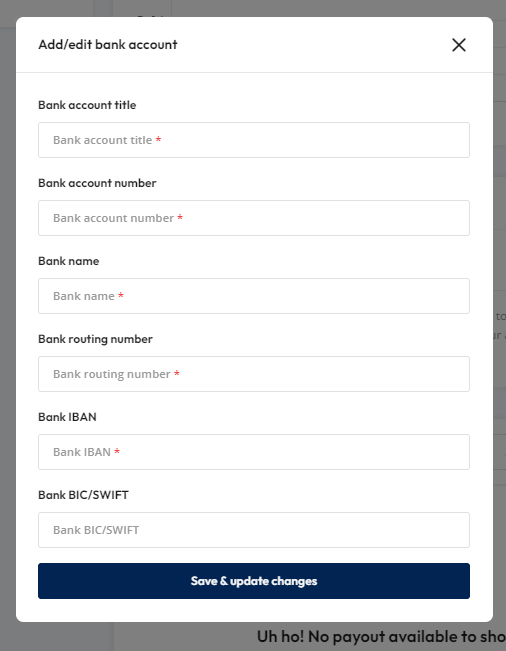 Add/edit bank account
Bank account title
Bank account title *
Bank account number
Bank account number *
Bank name
Bank name *
Bank routing number
Bank routing number *
Bank IBAN
Bank IBAN *
Bank BIC/SWIFT
Bank BIC/SWIFT
Save & update changes
to
Uh ho! No payout available to sho